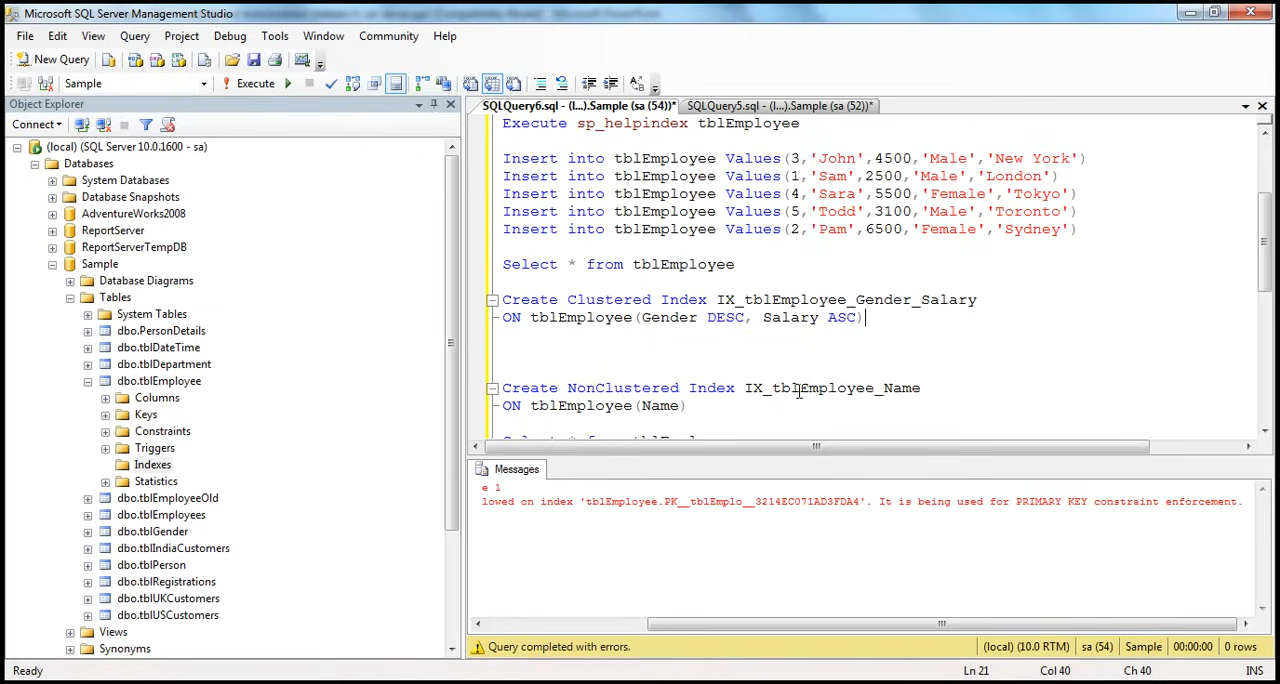 Microsoft SQL Server Management Studio
File Edit View Query Project Debug Tools Window Community Help
New Query
Sample Execute
Object Explorer
SQLQuery6.sql - (l...).Sample (sa (54))* SQLQuery5.sql - (l...).Sample (sa (52))*
Connect
(local) (SQL Server 10.0.1600 - sa)
Databases
System Databases
Database Snapshots
AdventureWorks2008
ReportServer
ReportServerTempDB
Sample
Database Diagrams
Tables
System Tables
dbo.PersonDetails
dbo.tblDateTime
dbo.tblDepartment
dbo.tblEmployee
Columns
Keys
Constraints
Triggers
Indexes
Statistics
dbo.tblEmployeeOld
dbo.tblEmployees
dbo.tblGender
dbo.tblIndiaCustomers
dbo.tblPerson
dbo.tblRegistrations
dbo.tblUKCustomers
dbo.tblUSCustomers
Views
Synonyms
Execute sp_helpindex tblEmployee
Insert into tblEmployee Values(3,'John',4500,'Male','New York')
Insert into tblEmployee Values(1,'Sam',2500,'Male','London')
Insert into tblEmployee Values(4,'Sara',5500,'Female','Tokyo')
Insert into tblEmployee Values(5,'Todd',3100,'Male','Toronto')
Insert into tblEmployee Values(2,'Pam',6500,'Female','Sydney')
Select * from tblEmployee
Create Clustered Index IX_tblEmployee_Gender_Salary
ON tblEmployee(Gender DESC, Salary ASC)
Create NonClustered Index IX_tblEmployee_Name
ON tblEmployee(Name)
Messages
e 1
lowed on index 'tblEmployee.PK__tblEmplo__3214EC071AD3FDA4'. It is being used for PRIMARY KEY constraint enforcement.
Query completed with errors. (local) (10.0 RTM) sa (54) Sample 00:00:00 0 rows
Ready Ln 21 Col 40 Ch 40 INS